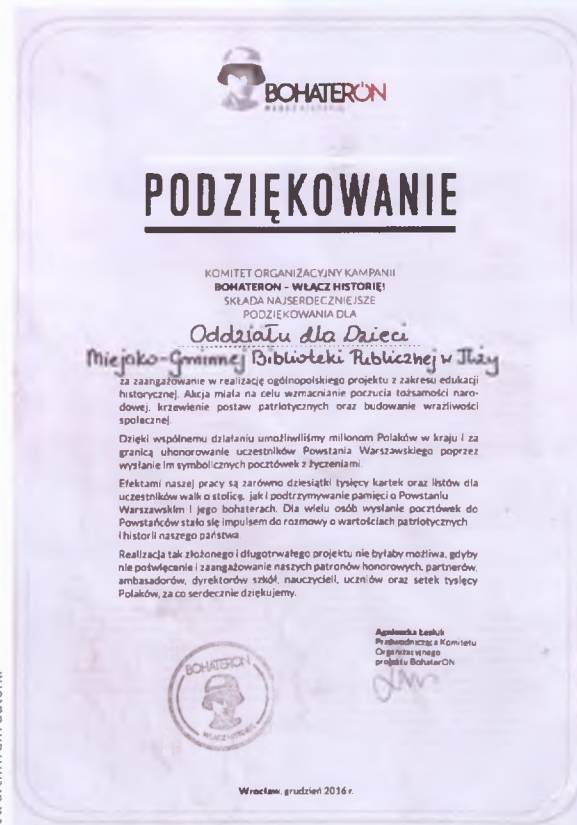 BOHATERON
WŁĄCZ HISTORIĘ!
PODZIĘKOWANIE
KOMITET ORGANIZACYJNY KAMPANII
BOHATERON – WŁĄCZ HISTORIĘ!
SKŁADA NAJSERDECZNIEJSZE
PODZIĘKOWANIA DLA
Oddziału dla Dzieci
Miejsko-Gminnej Biblioteki Publicznej w Iłży
za zaangażowanie w realizację ogólnopolskiego projektu z zakresu edukacji
historycznej. Akcja miała na celu wzmacnianie poczucia tożsamości naro-
dowej, krzewienie postaw patriotycznych oraz budowanie wrażliwości
społecznej.
Dzięki wspólnemu działaniu umożliwiliśmy milionom Polaków w kraju i za
granicą uhonorowanie uczestników Powstania Warszawskiego poprzez
wysłanie im symbolicznych pocztówek z życzeniami.
Efektami naszej pracy są zarówno dziesiątki tysięcy kartek oraz listów dla
uczestników walk o stolicę, jak i podtrzymywanie pamięci o Powstaniu
Warszawskim i jego bohaterach. Dla wielu osób wysłanie pocztówek do
Powstańców stało się impulsem do rozmowy o wartościach patriotycznych
i historii naszego państwa.
Realizacja tak złożonego i długotrwałego projektu nie byłaby możliwa, gdyby
nie poświęcenie i zaangażowanie naszych patronów honorowych, partnerów,
ambasadorów, dyrektorów szkół, nauczycieli, uczniów oraz setek tysięcy
Polaków, za co serdecznie dziękujemy.
Agnieszka Łesiuk
Przewodnicząca Komitetu
Organizacyjnego
projektu BohaterON
BOHATERON
WŁĄCZ HISTORIĘ
Wrocław, grudzień 2016 r.